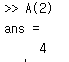 >> A(2)
ans =
4